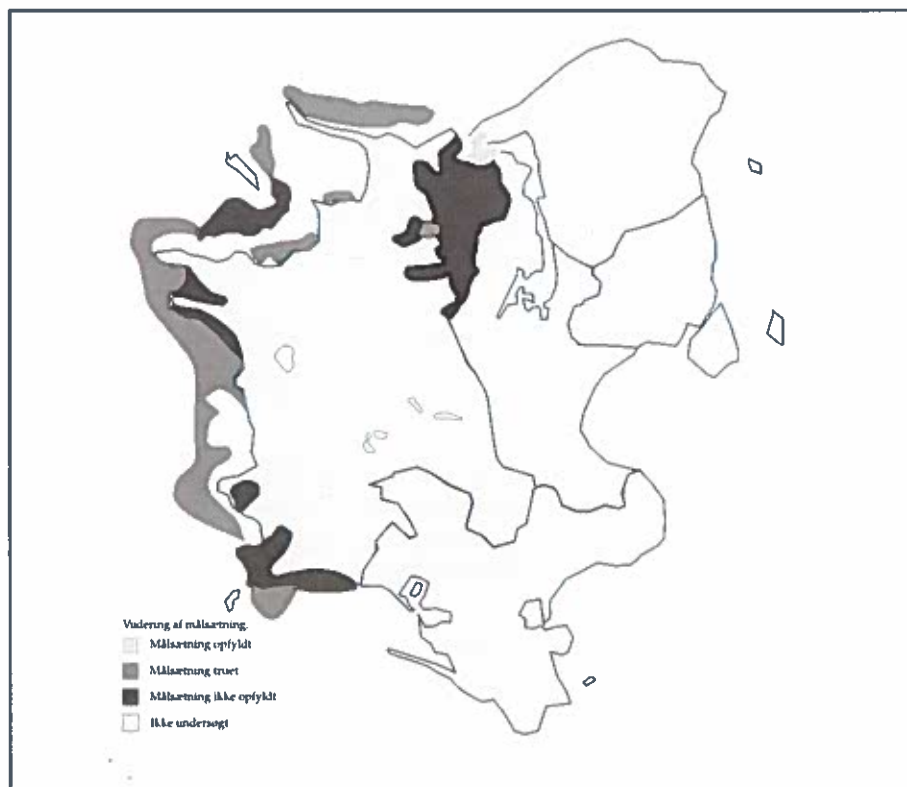 Vudering af målsætning.
Målsætning opfyldt
Målsætning truet
Målsætning ikke opfyldt
Ikke undersøgt